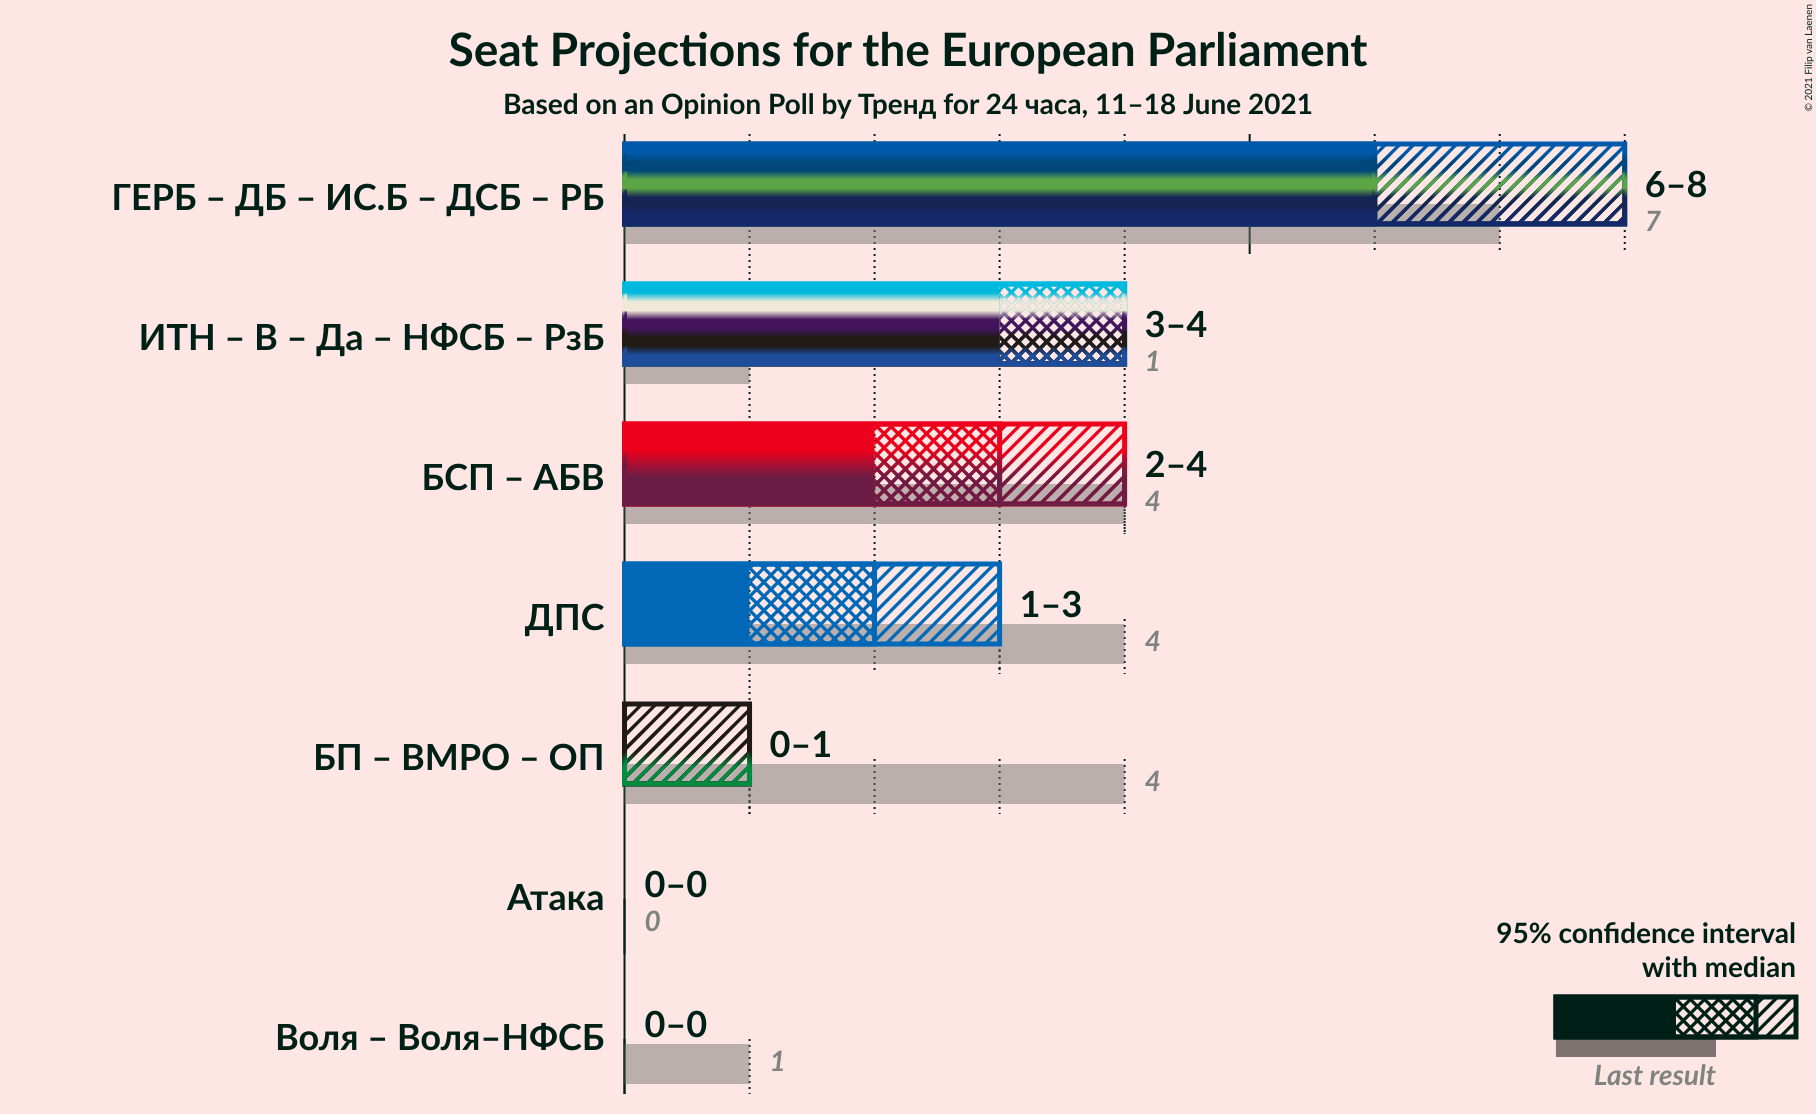 Seat Projections for the European Parliament
Based on an Opinion Poll by Тренд for 24 часа, 11–18 June 2021
© 2021 Filip van Laenen
ГЕРБ – ДБ – ИС.Б – ДСБ – РБ
6–8
7
ИТН – В – Да – НФСБ – РзБ
3–4
1
БСП – АБВ
2–4
4
ДПС
1–3
4
БП – ВМРО – ОП
0–1
4
Атака
0–0
0
Воля – Воля–НФСБ
0–0
1
95% confidence interval
with median
Last result